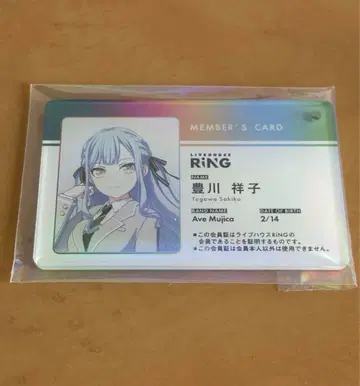 MEMBER'S CARD
LIVEHOUSE
RiNG
NAME
豊川 祥子
Togawa Sakiko
BAND NAME DATE OF BIRTH
Ave Mujica 2/14
※この会員証はライブハウスRiNGの
会員であることを証明するものです。
※この会員証は会員本人以外は使用できません。